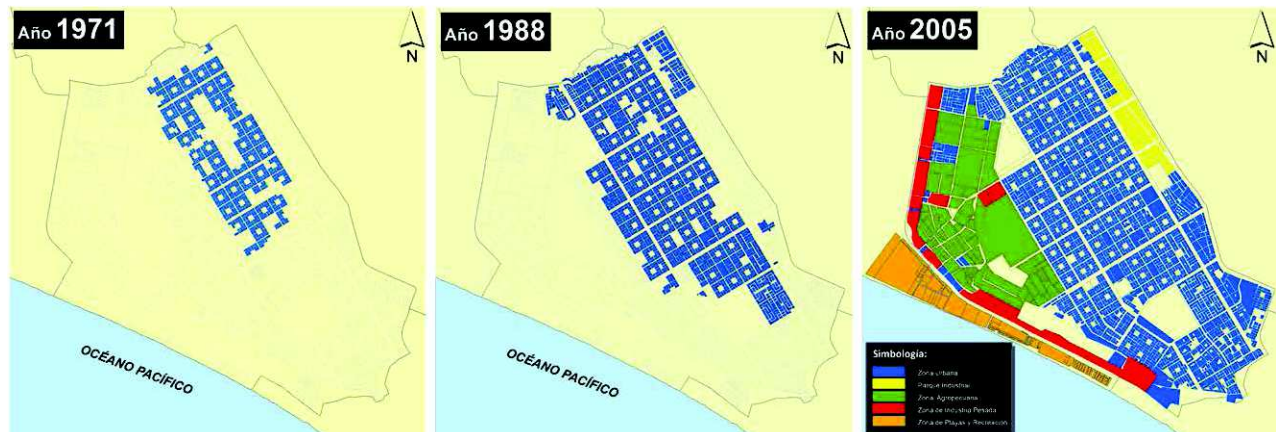 Año 1971
N
OCÉANO PACÍFICO
Año 1988
N
OCÉANO PACÍFICO
Año 2005
N
Simbología:
Zona Urbana
Parque Industrial
Zona Agropecuaria
Zona de Industria Pesada
Zona de Playas y Recreación